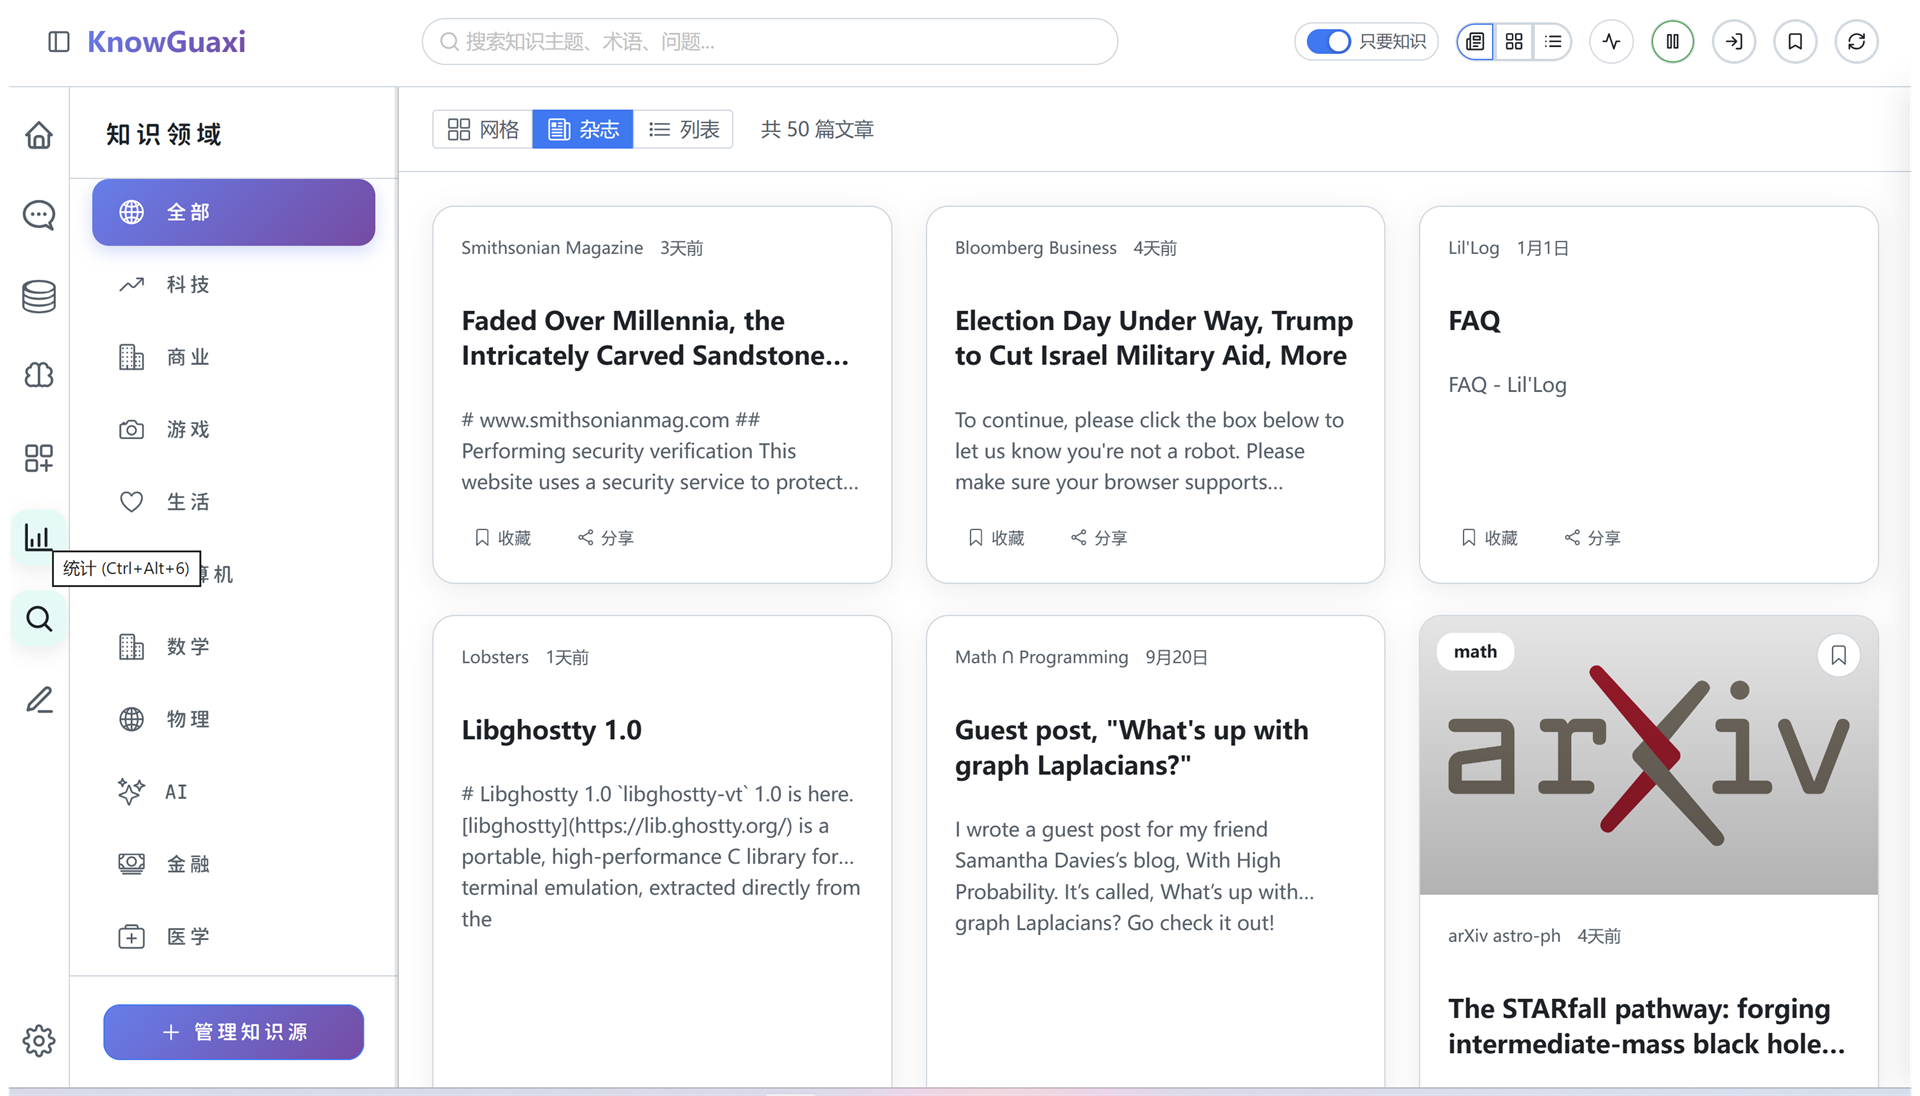 KnowGuaxi
搜索知识主题、术语、问题...
只要知识
知识领域
全部
科技
商业
游戏
生活
算机
统计 (Ctrl+Alt+6)
数学
物理
AI
金融
医学
管理知识源
网格
杂志
列表
共 50 篇文章
Smithsonian Magazine 3天前
Faded Over Millennia, the
Intricately Carved Sandstone...
# www.smithsonianmag.com ##
Performing security verification This
website uses a security service to protect...
收藏
分享
Bloomberg Business 4天前
Election Day Under Way, Trump
to Cut Israel Military Aid, More
To continue, please click the box below to
let us know you're not a robot. Please
make sure your browser supports...
收藏
分享
Lil'Log 1月1日
FAQ
FAQ - Lil'Log
收藏
分享
Lobsters 1天前
Libghostty 1.0
# Libghostty 1.0 `libghostty-vt` 1.0 is here.
[libghostty](https://lib.ghostty.org/) is a
portable, high-performance C library for...
terminal emulation, extracted directly from
the
Math ∩ Programming 9月20日
Guest post, "What's up with
graph Laplacians?"
I wrote a guest post for my friend
Samantha Davies’s blog, With High
Probability. It’s called, What’s up with...
graph Laplacians? Go check it out!
math
arXiv
arXiv astro-ph 4天前
The STARfall pathway: forging
intermediate-mass black hole...